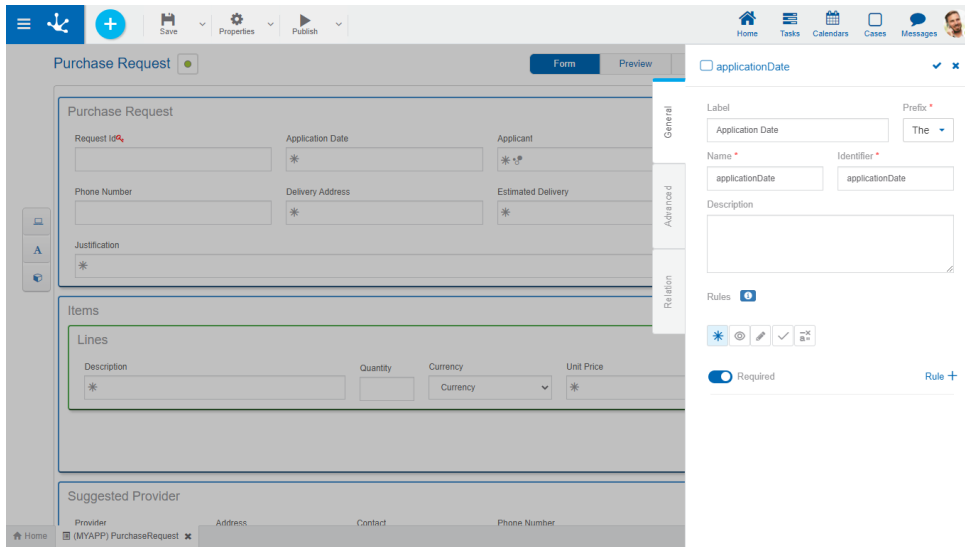 Save
Properties
Publish
Home
Tasks
Calendars
Cases
Messages
Purchase Request
Form
Preview
applicationDate
Purchase Request
Request Id
Application Date
Applicant
Phone Number
Delivery Address
Estimated Delivery
Justification
Items
Lines
Description
Quantity
Currency
Unit Price
Currency
Suggested Provider
Provider
Address
Contact
Phone Number
General
Advanced
Relation
Label
Prefix *
Application Date
The
Name *
Identifier *
applicationDate
applicationDate
Description
Rules
Required
Rule +
Home
(MYAPP) PurchaseRequest